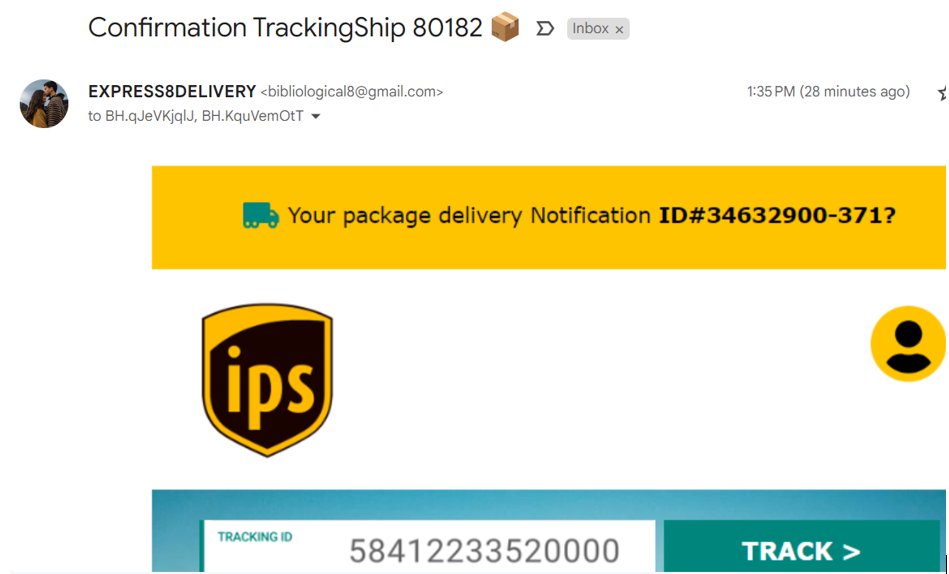 Confirmation TrackingShip 80182 📦
Inbox ×
EXPRESS8DELIVERY <bibliological8@gmail.com>
1:35 PM (28 minutes ago)
to BH.qJeVKjqlJ, BH.KquVemOtT
Your package delivery Notification ID#34632900-371?
ips
TRACKING ID
58412233520000
TRACK >